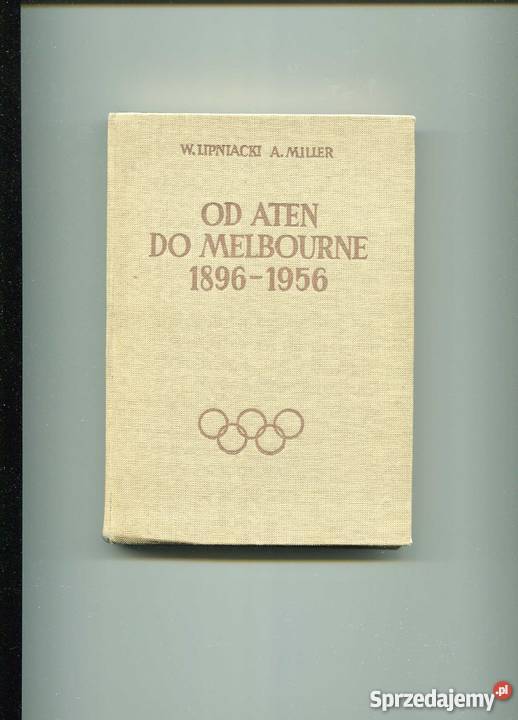 W. LIPNIACKI A. MILLER
OD ATEN
DO MELBOURNE
1896-1956
Sprzedajemy.pl